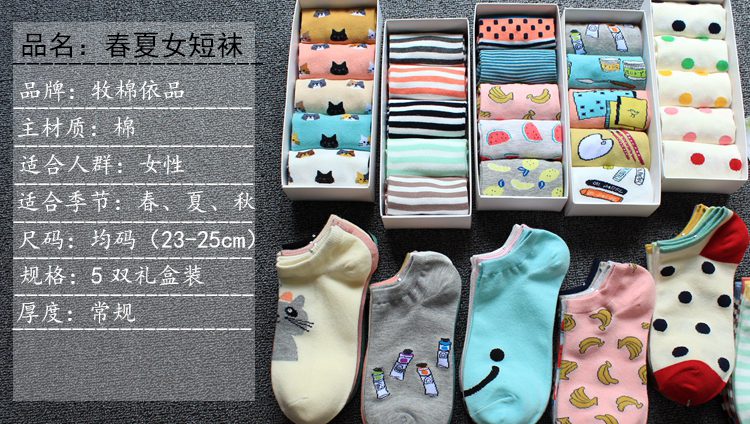 品名：春夏女短袜
品牌：牧棉依品
主材质：棉
适合人群：女性
适合季节：春、夏、秋
尺码：均码（23-25cm）
规格：5双礼盒装
厚度：常规